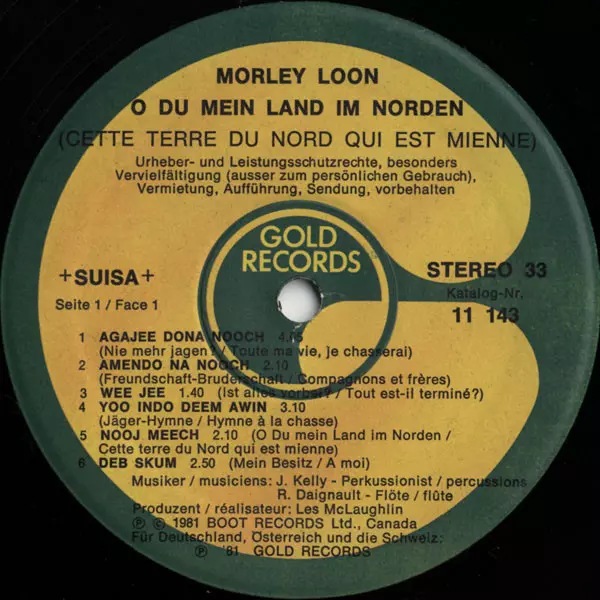 MORLEY LOON
O DU MEIN LAND IM NORDEN
(CETTE TERRE DU NORD QUI EST MIENNE)
Urheber- und Leistungsschutzrechte, besonders
Vervielfältigung (ausser zum persönlichen Gebrauch),
Vermietung, Aufführung, Sendung, vorbehalten
GOLD
RECORDS
+SUISA+
STEREO 33
Seite 1 / Face 1
Katalog-Nr.
11 143
1 AGAJEE DONA NOOCH 4.05
(Nie mehr jagen? / Toute ma vie, je chasserai)
2 AMENDO NA NOOCH 2.10
(Freundschaft-Bruderschaft / Compagnons et frères)
3 WEE JEE 1.40 (Ist alles vorbei? / Tout est-il terminé?)
4 YOO INDO DEEM AWIN 3.10
(Jäger-Hymne / Hymne à la chasse)
5 NOOJ MEECH 2.10 (O Du mein Land im Norden /
Cette terre du Nord qui est mienne)
6 DEB SKUM 2.50 (Mein Besitz / A moi)
Musiker / musiciens: J. Kelly - Perkussionist / percussions
R. Daignault - Flöte / flûte
Produzent / réalisateur: Les McLaughlin
℗ © 1981 BOOT RECORDS Ltd., Canada
Für Deutschland, Österreich und die Schweiz:
℗ '81 GOLD RECORDS